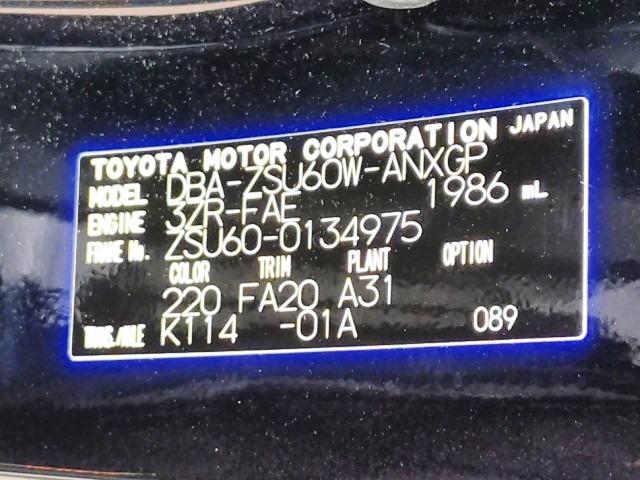 TOYOTA MOTOR CORPORATION JAPAN
MODEL DBA-ZSU60W-ANXGP
ENGINE 3ZR-FAE 1986 mL
FRAME No. ZSU60-0134975
COLOR TRIM PLANT OPTION
220 FA20 A31
TRANS./AXLE K114 -01A 089